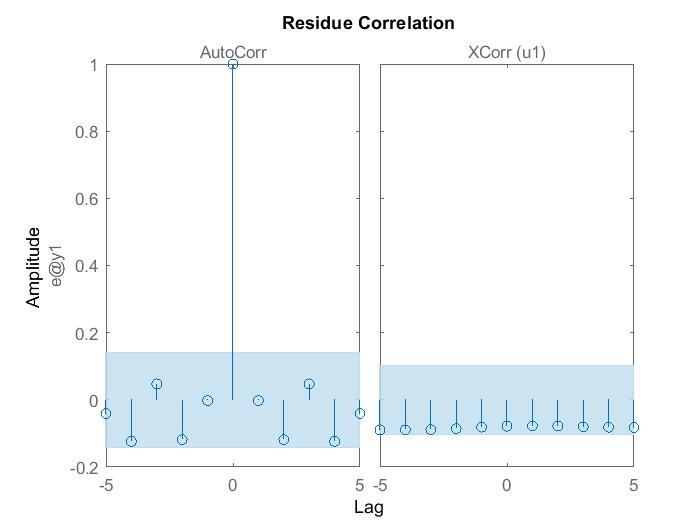 Residue Correlation
AutoCorr
XCorr (u1)
1
0.8
0.6
0.4
0.2
0
-0.2
Amplitude
e@y1
-5 0 5 -5 0 5
Lag